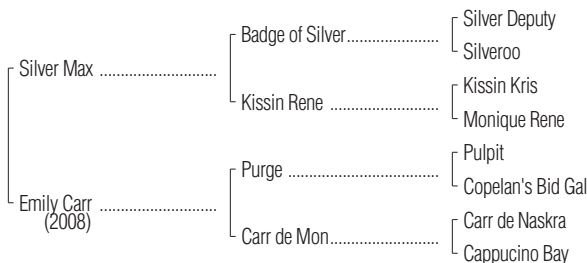 Silver Deputy
Badge of Silver
Silveroo
Silver Max
Kissin Kris
Kissin Rene
Monique Rene
Pulpit
Purge
Copelan's Bid Gal
Emily Carr
(2008)
Carr de Naskra
Carr de Mon
Cappucino Bay